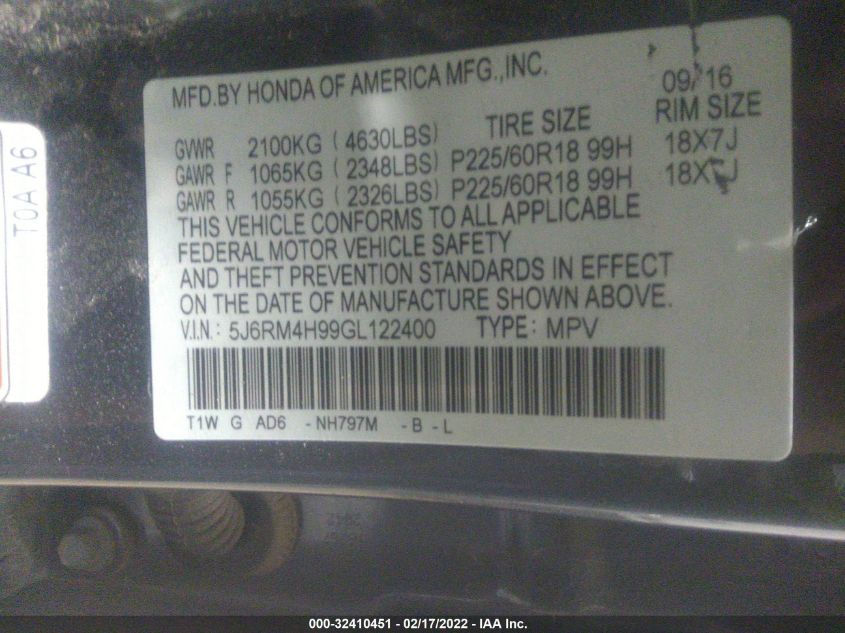 MFD.BY HONDA OF AMERICA MFG.,INC. 09/16
TIRE SIZE RIM SIZE
GVWR 2100KG ( 4630LBS)
GAWR F 1065KG ( 2348LBS) P225/60R18 99H 18X7J
GAWR R 1055KG ( 2326LBS) P225/60R18 99H 18X7J
THIS VEHICLE CONFORMS TO ALL APPLICABLE
FEDERAL MOTOR VEHICLE SAFETY
AND THEFT PREVENTION STANDARDS IN EFFECT
ON THE DATE OF MANUFACTURE SHOWN ABOVE.
V.I.N.: 5J6RM4H99GL122400 TYPE: MPV
T1W G AD6 -NH797M -B -L
T0A A6
000-32410451 - 02/17/2022 - IAA Inc.